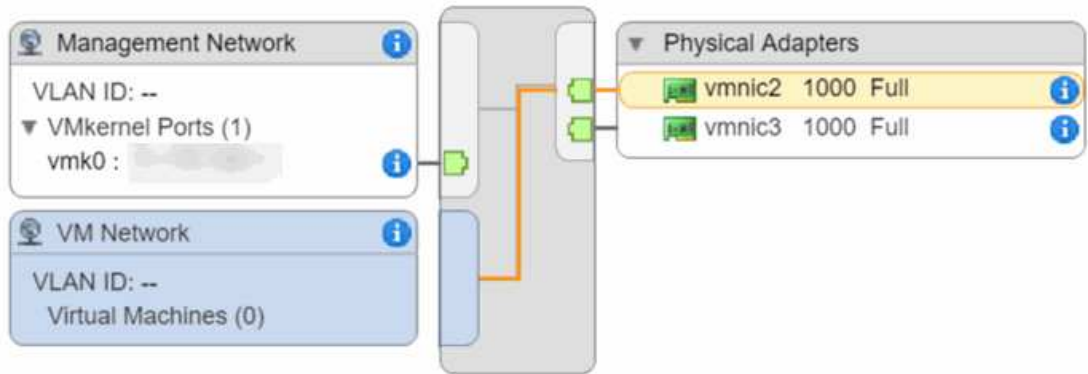 Management Network
VLAN ID: --
VMkernel Ports (1)
vmk0 :
VM Network
VLAN ID: --
Virtual Machines (0)
Physical Adapters
vmnic2 1000 Full
vmnic3 1000 Full